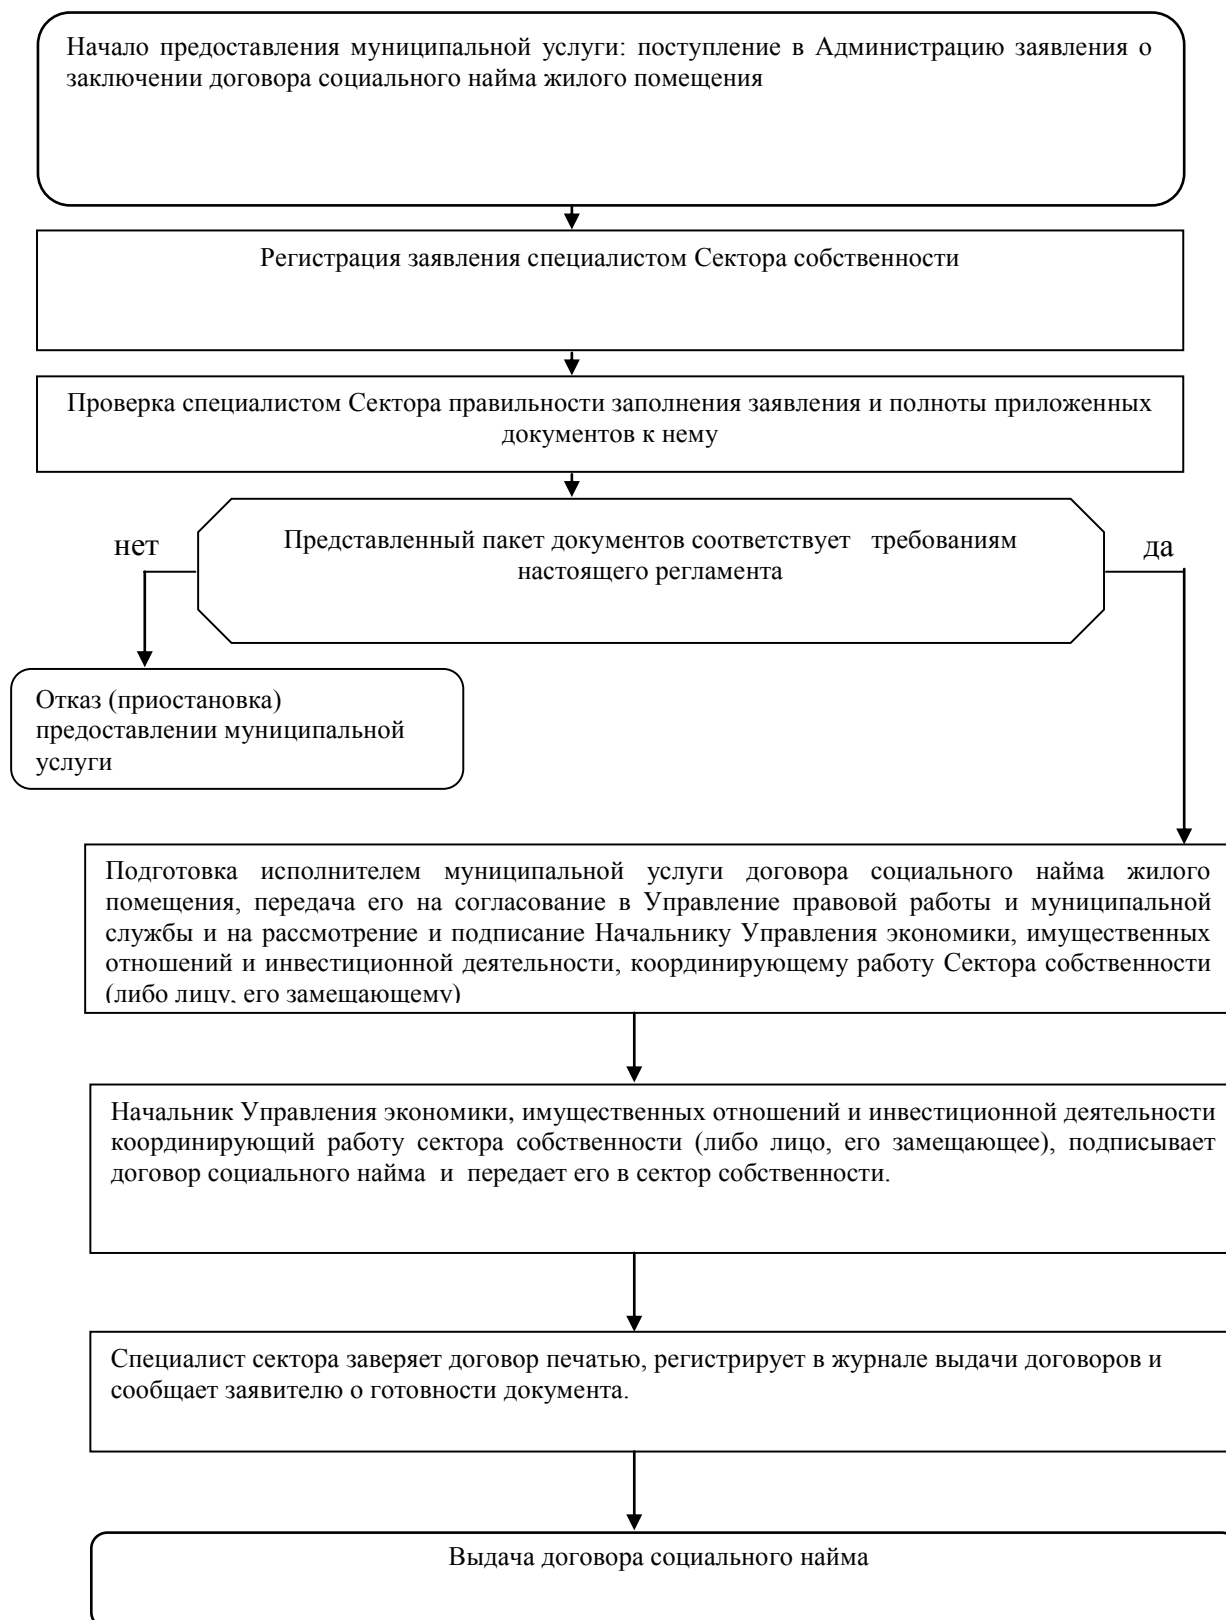 Начало предоставления муниципальной услуги: поступление в Администрацию заявления о
заключении договора социального найма жилого помещения
Регистрация заявления специалистом Сектора собственности
Проверка специалистом Сектора правильности заполнения заявления и полноты приложенных
документов к нему
нет
Представленный пакет документов соответствует требованиям
настоящего регламента
да
Отказ (приостановка)
предоставлении муниципальной
услуги
Подготовка исполнителем муниципальной услуги договора социального найма жилого
помещения, передача его на согласование в Управление правовой работы и муниципальной
службы и на рассмотрение и подписание Начальнику Управления экономики, имущественных
отношений и инвестиционной деятельности, координирующему работу Сектора собственности
(либо лицу, его замещающему)
Начальник Управления экономики, имущественных отношений и инвестиционной деятельности
координирующий работу сектора собственности (либо лицо, его замещающее), подписывает
договор социального найма и передает его в сектор собственности.
Специалист сектора заверяет договор печатью, регистрирует в журнале выдачи договоров и
сообщает заявителю о готовности документа.
Выдача договора социального найма